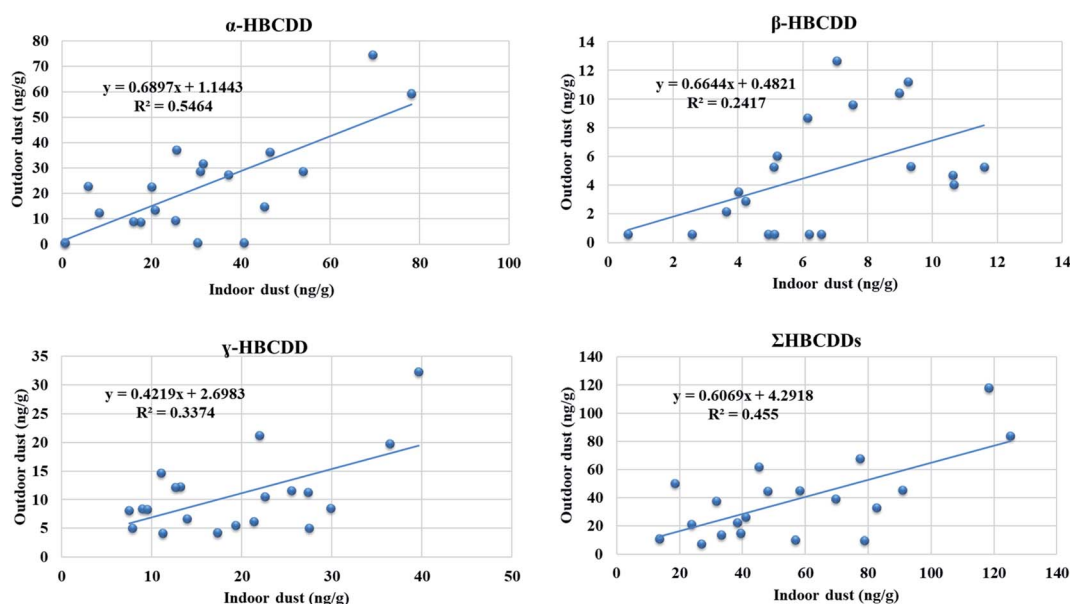 α-HBCDD
80
70
60
50
40
30
20
10
0
y = 0.6897x + 1.1443
R² = 0.5464
0 20 40 60 80 100
Outdoor dust (ng/g)
Indoor dust (ng/g)
β-HBCDD
14
12
10
8
6
4
2
0
y = 0.6644x + 0.4821
R² = 0.2417
0 2 4 6 8 10 12 14
Outdoor dust (ng/g)
Indoor dust (ng/g)
ɣ-HBCDD
35
30
25
20
15
10
5
0
y = 0.4219x + 2.6983
R² = 0.3374
0 10 20 30 40 50
Outdoor dust (ng/g)
Indoor dust (ng/g)
ΣHBCDDs
140
120
100
80
60
40
20
0
y = 0.6069x + 4.2918
R² = 0.455
0 20 40 60 80 100 120 140
Outdoor dust (ng/g)
Indoor dust (ng/g)